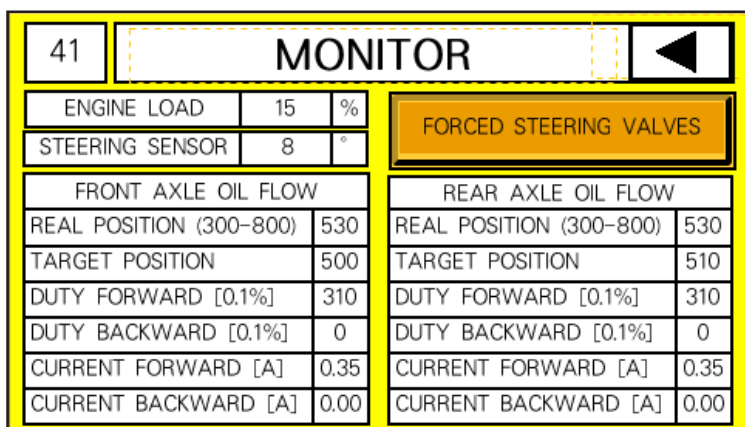 41 MONITOR
ENGINE LOAD 15 %
STEERING SENSOR 8 °
FORCED STEERING VALVES
FRONT AXLE OIL FLOW
REAL POSITION (300-800) 530
TARGET POSITION 500
DUTY FORWARD [0.1%] 310
DUTY BACKWARD [0.1%] 0
CURRENT FORWARD [A] 0.35
CURRENT BACKWARD [A] 0.00
REAR AXLE OIL FLOW
REAL POSITION (300-800) 530
TARGET POSITION 510
DUTY FORWARD [0.1%] 310
DUTY BACKWARD [0.1%] 0
CURRENT FORWARD [A] 0.35
CURRENT BACKWARD [A] 0.00